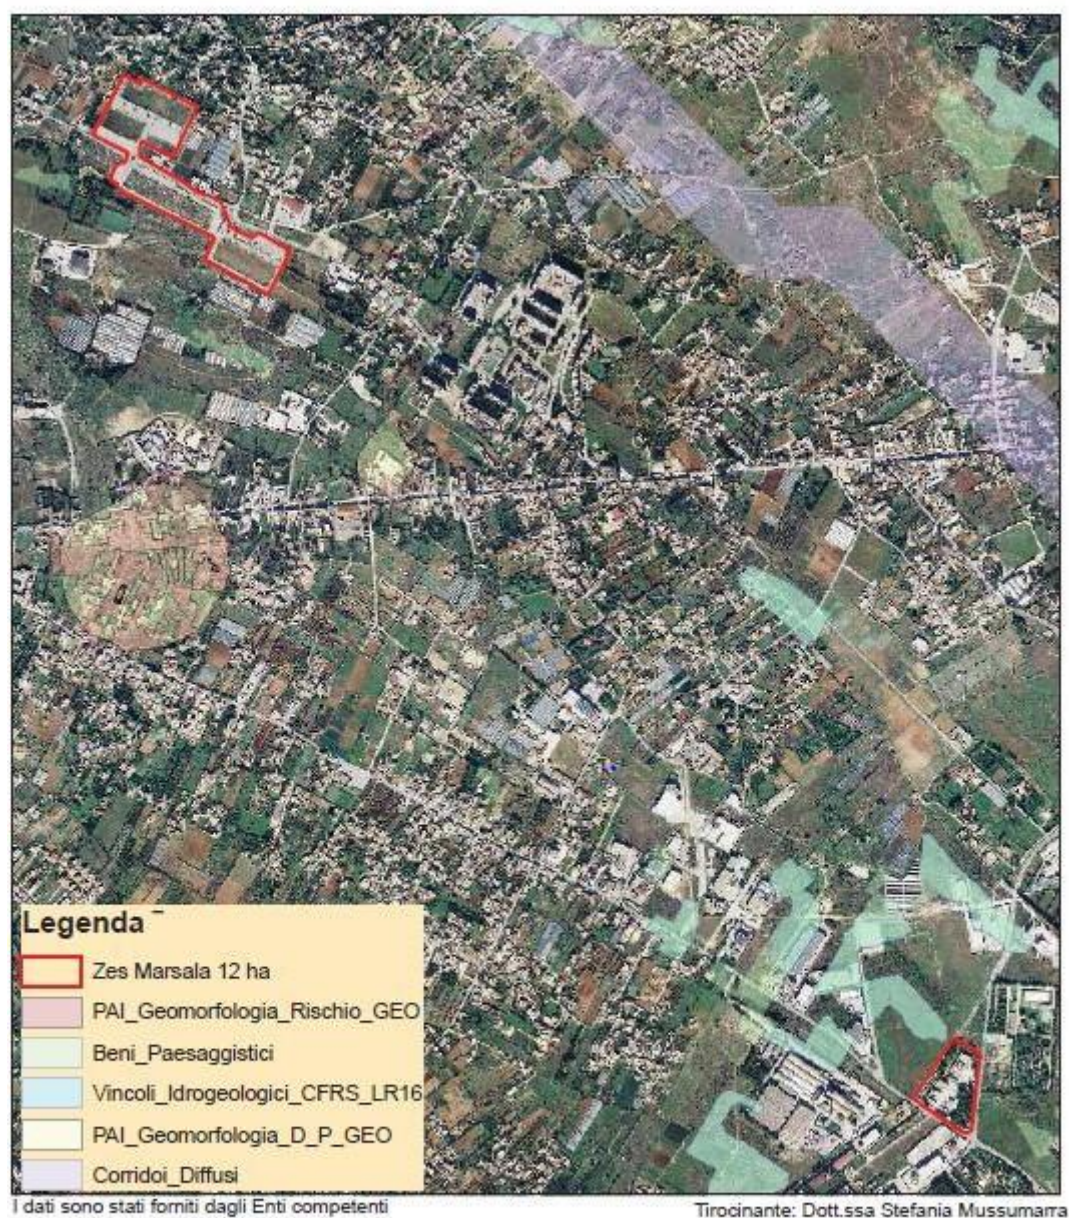 Legenda
Zes Marsala 12 ha
PAI_Geomorfologia_Rischio_GEO
Beni_Paesaggistici
Vincoli_Idrogeologici_CFRS_LR16
PAI_Geomorfologia_D_P_GEO
Corridoi_Diffusi
I dati sono stati forniti dagli Enti competenti
Tirocinante: Dott.ssa Stefania Mussumarra